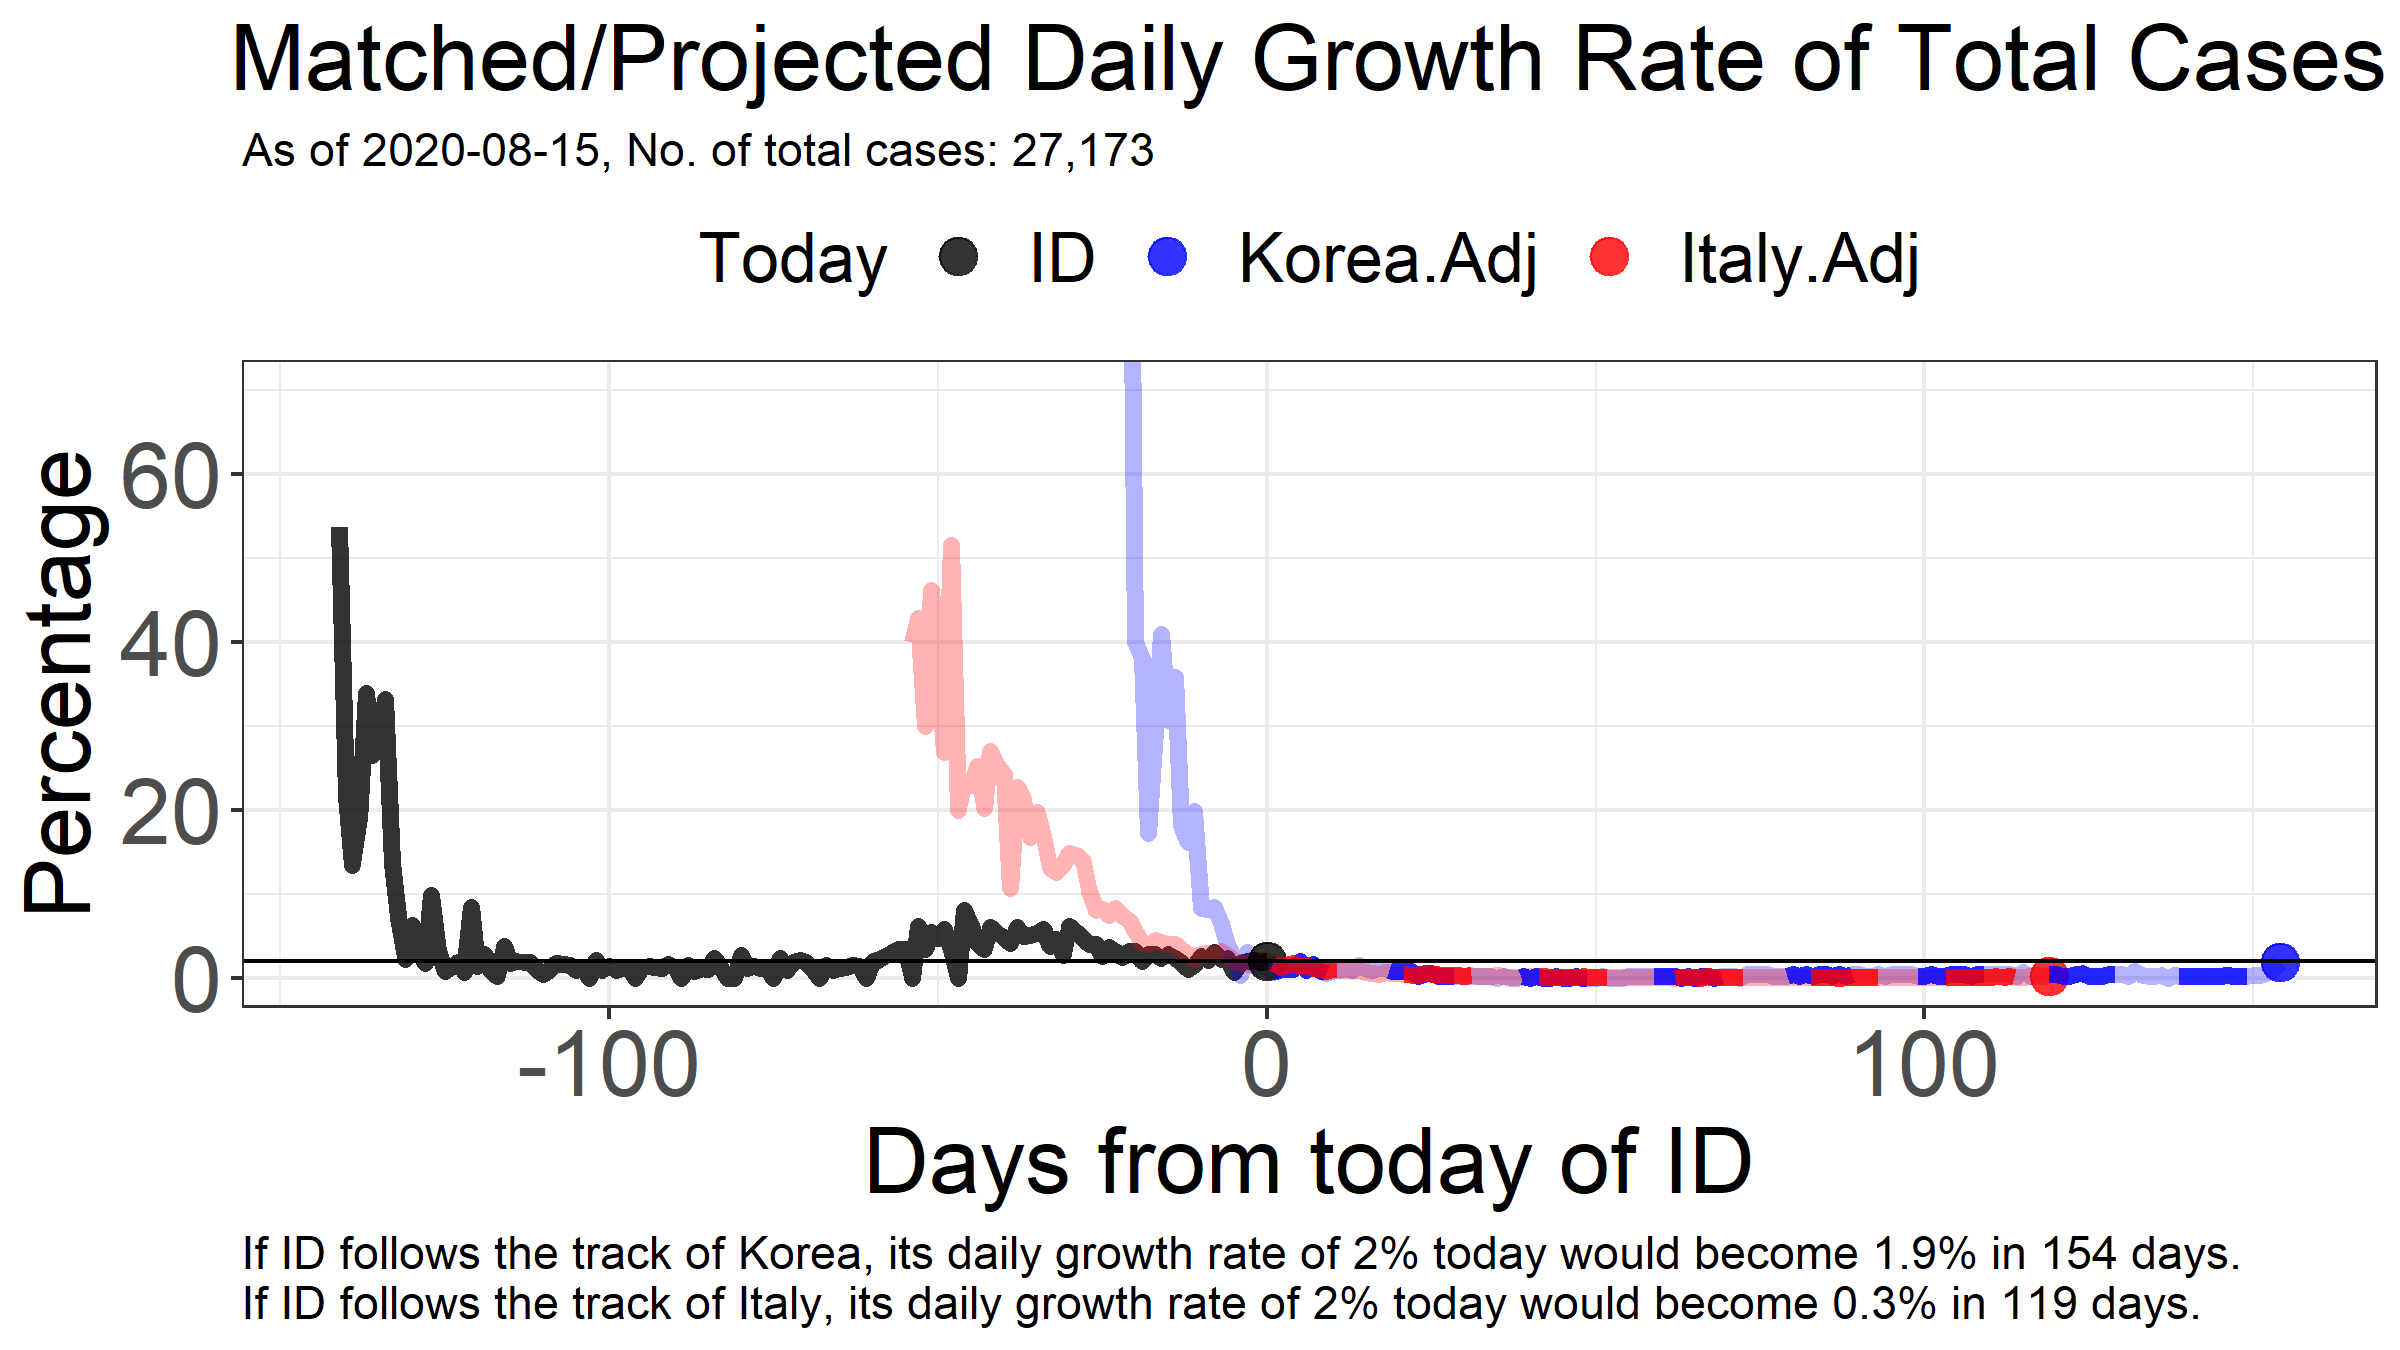 Matched/Projected Daily Growth Rate of Total Cases
As of 2020-08-15, No. of total cases: 27,173
Today ID Korea.Adj Italy.Adj
Percentage
60
40
20
0
-100 0 100
Days from today of ID
If ID follows the track of Korea, its daily growth rate of 2% today would become 1.9% in 154 days.
If ID follows the track of Italy, its daily growth rate of 2% today would become 0.3% in 119 days.